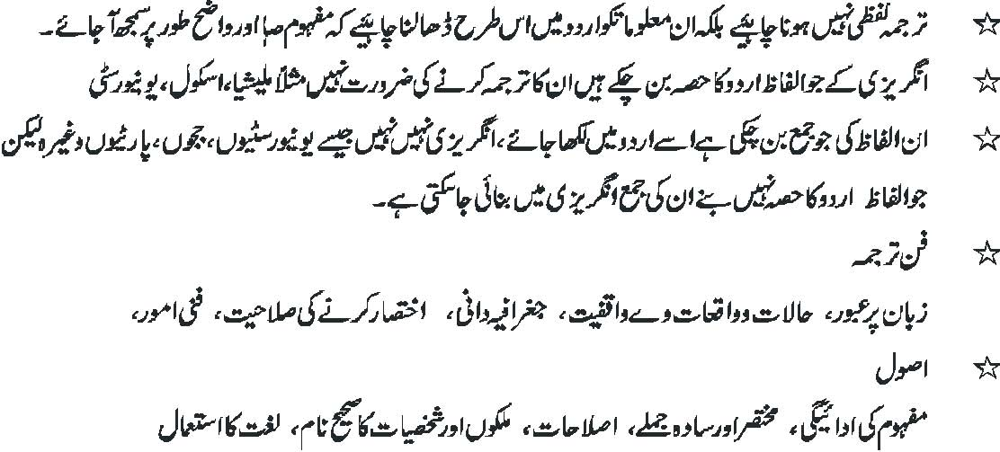 ☆ ترجمہ لفظی نہیں ہونا چاہیئے بلکہ ان معلوماتکو اردو میں اس طرح ڈھالنا چاہیئے کہ مفہوم صا اور واضح طور پر سمجھ آ جائے۔
☆ انگریزی کے جو الفاظ اردو کا حصہ بن چکے ہیں ان کا ترجمہ کرنے کی ضرورت نہیں مثلاً ملیشیا، اسکول، یونیورسٹی
☆ ان الفاظ کی جو جمع بن چکی ہے اسے اردو میں لکھا جائے، انگریزی نہیں نہیں جیسے یونیورسٹیوں، ججوں، پارٹیوں وغیرہ لیکن
جو الفاظ اردو کا حصہ نہیں بنے ان کی جمع انگریزی میں بنائی جاسکتی ہے۔
☆ فن ترجمہ
زبان پر عبور، حالات و واقعات وے واقفیت، جغرافیہ دانی، اختصار کرنے کی صلاحیت، فنی امور،
☆ اصول
مفہوم کی ادائیگی، مختصر اور سادہ جملے، اصلاحات، ملکوں اور شخصیات کا صحیح نام، لغت کا استعمال